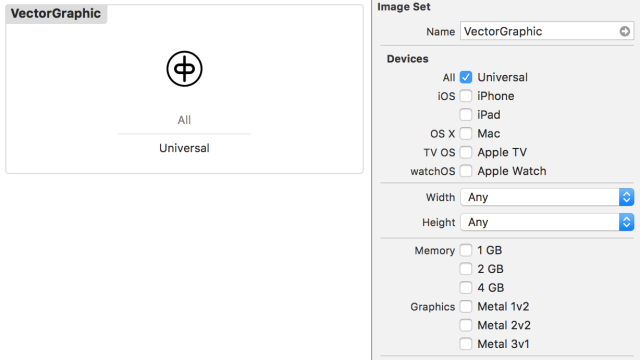 VectorGraphic
All
Universal
Image Set
Name VectorGraphic
Devices
All Universal
iOS iPhone
iPad
OS X Mac
TV OS Apple TV
watchOS Apple Watch
Width Any
Height Any
Memory 1 GB
2 GB
4 GB
Graphics Metal 1v2
Metal 2v2
Metal 3v1